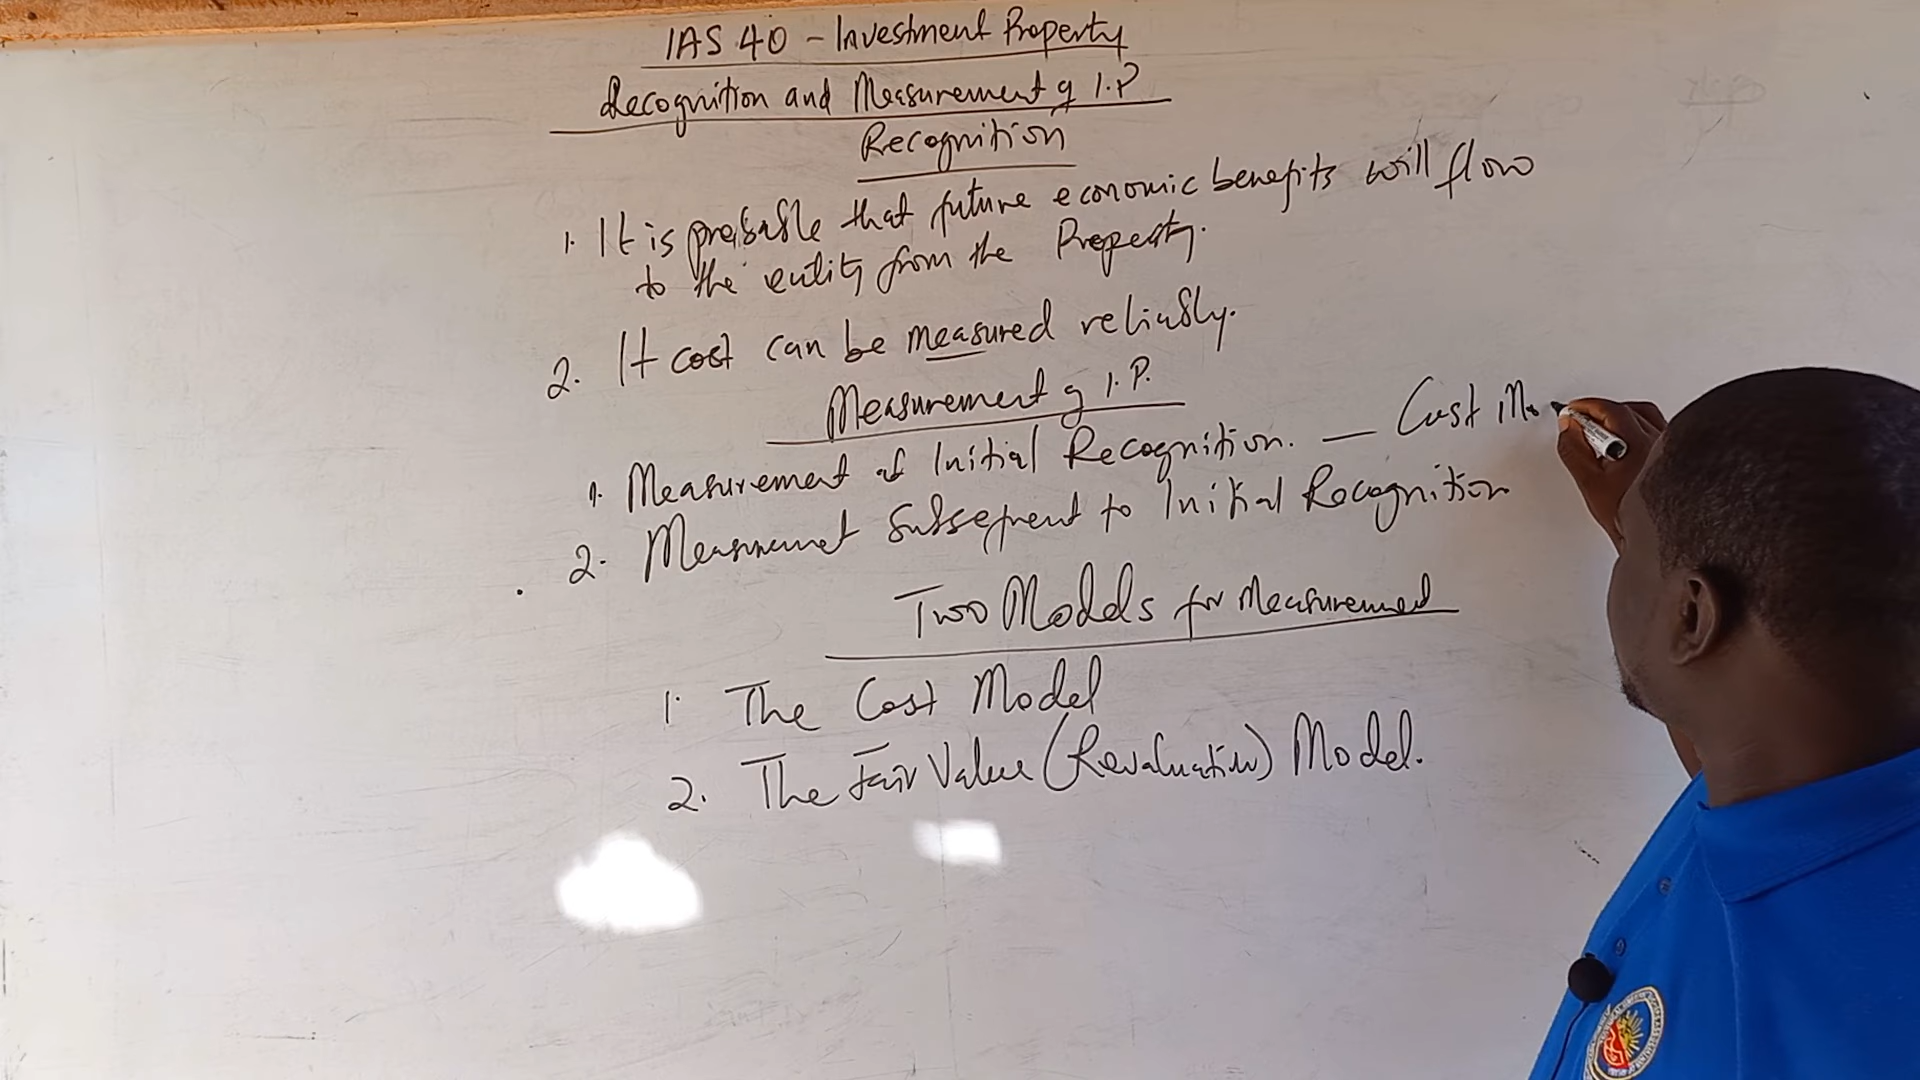 IAS 40 - Investment Property
Recognition and Measurement of I.P
Recognition
1. It is probable that future economic benefits will flow
to the entity from the Property.
2. It cost can be measured reliably.
Measurement of I.P.
1. Measurement at Initial Recognition. — Cost Mo
2. Measurement Subsequent to Initial Recognition
Two Models for Measurement
1. The Cost Model
2. The Fair Value (Revaluation) Model.